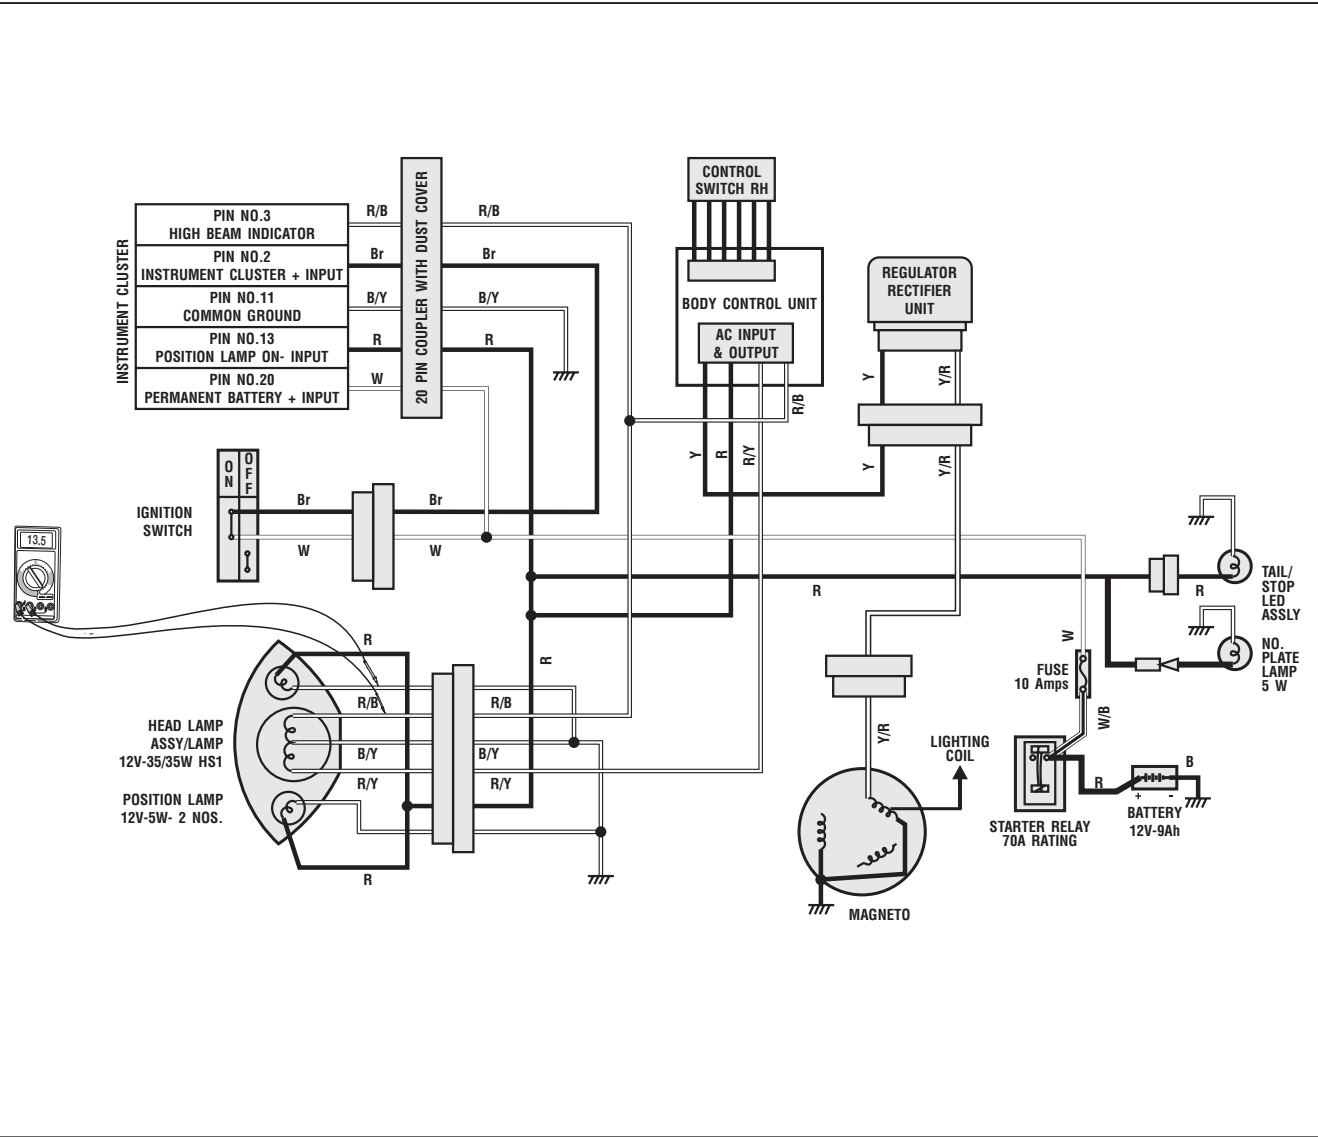 CONTROL
SWITCH RH
PIN NO.3
HIGH BEAM INDICATOR
PIN NO.2
INSTRUMENT CLUSTER + INPUT
PIN NO.11
COMMON GROUND
PIN NO.13
POSITION LAMP ON- INPUT
PIN NO.20
PERMANENT BATTERY + INPUT
INSTRUMENT CLUSTER
R/B
Br
B/Y
R
W
20 PIN COUPLER WITH DUST COVER
R/B
Br
B/Y
R
BODY CONTROL UNIT
AC INPUT
& OUTPUT
REGULATOR
RECTIFIER
UNIT
Y
Y/R
R/B
Y
R
R/Y
Y
Y/R
ON
OFF
IGNITION
SWITCH
Br
W
Br
W
13.5
R
R
R
TAIL/
STOP
LED
ASSLY
NO.
PLATE
LAMP
5 W
W
FUSE
10 Amps
W/B
R
HEAD LAMP
ASSY/LAMP
12V-35/35W HS1
POSITION LAMP
12V-5W- 2 NOS.
R/B
B/Y
R/Y
R
R/B
B/Y
R/Y
Y/R
LIGHTING
COIL
MAGNETO
STARTER RELAY
70A RATING
R
B
+ -
BATTERY
12V-9Ah